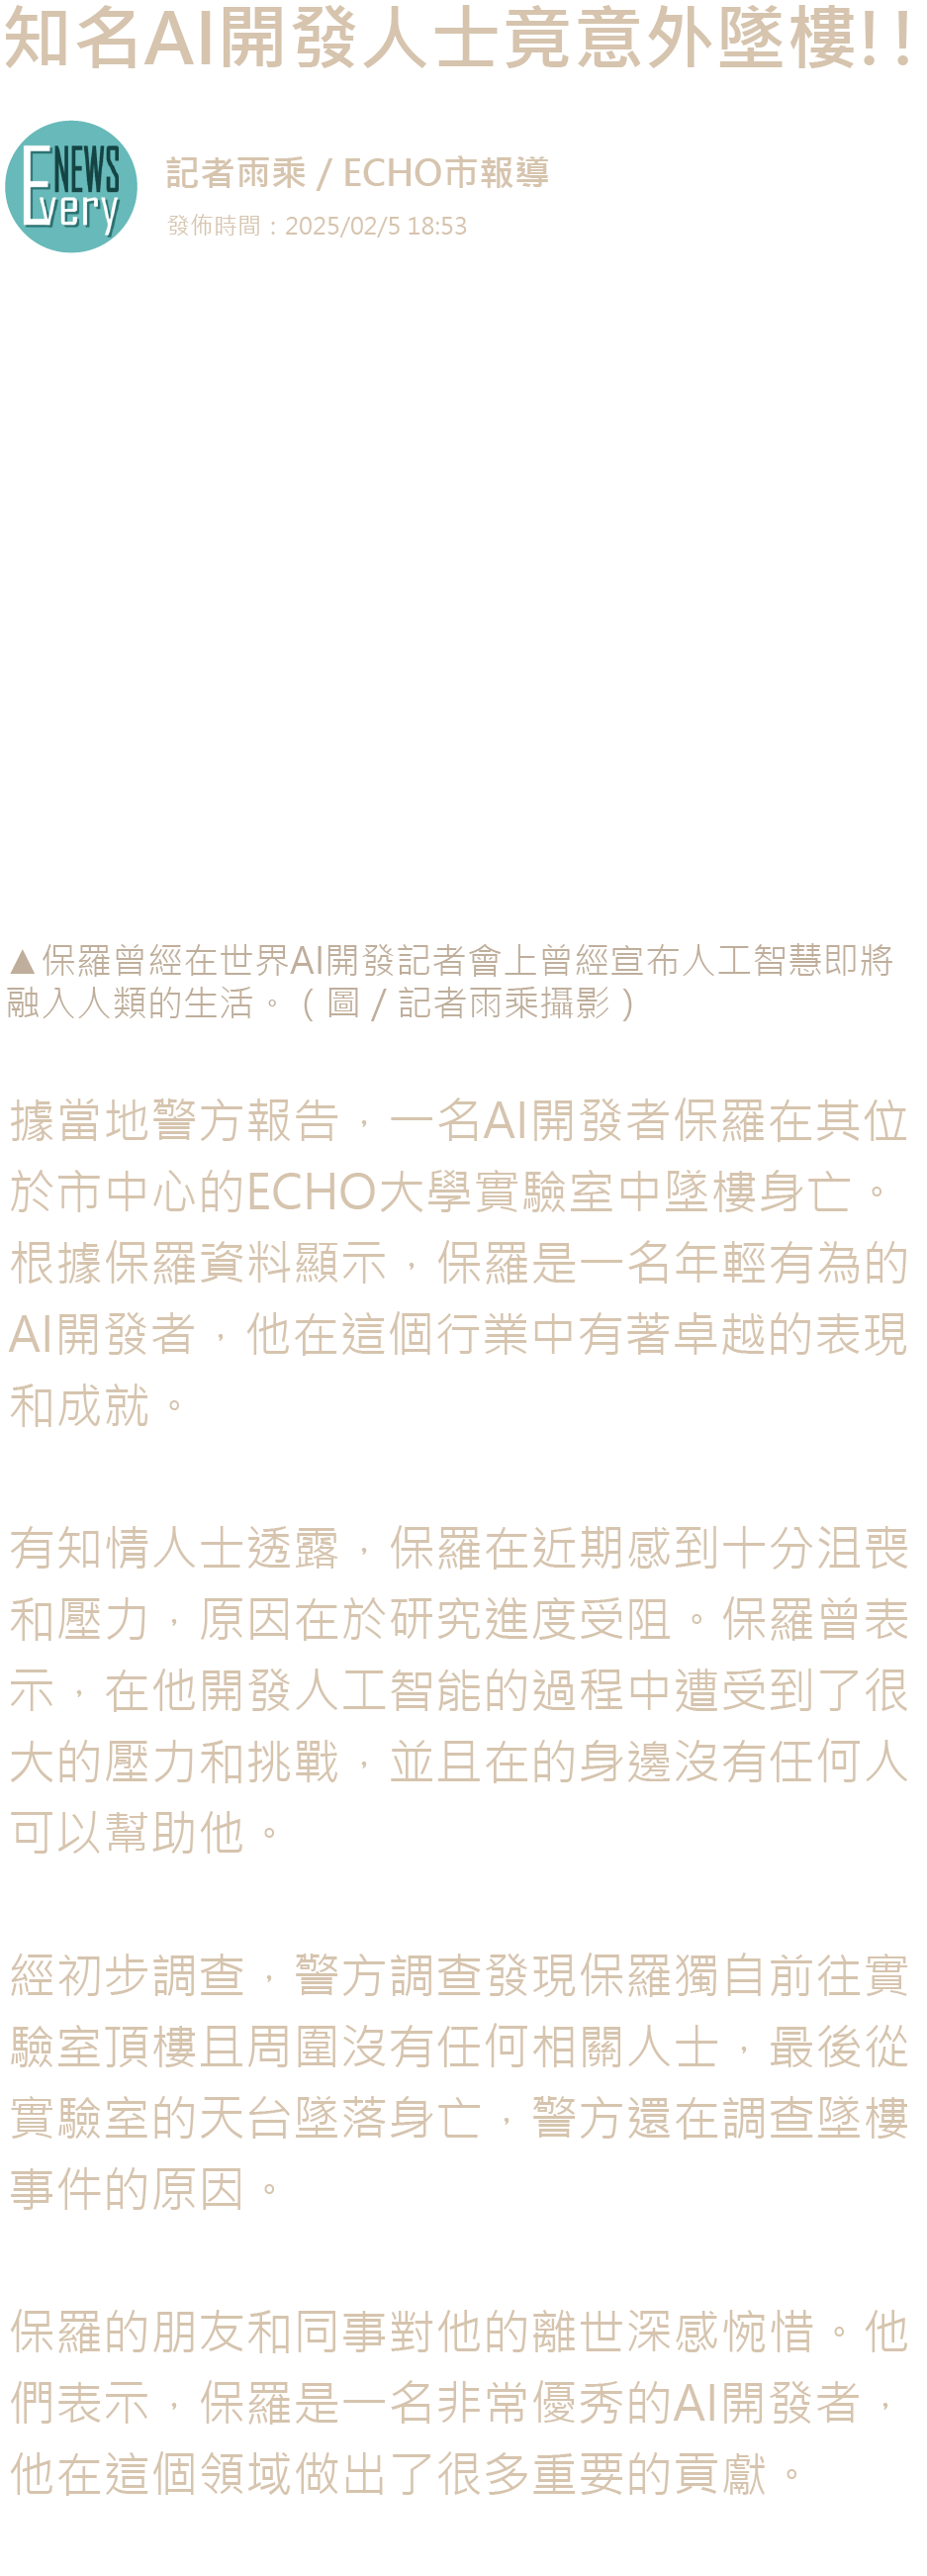 知名AI開發人士竟意外墜樓!!
E NEWS
very
記者雨乘 / ECHO市報導
發佈時間：2025/02/5 18:53
▲保羅曾經在世界AI開發記者會上曾經宣布人工智慧即將
融入人類的生活。（圖 / 記者雨乘攝影）
據當地警方報告，一名AI開發者保羅在其位
於市中心的ECHO大學實驗室中墜樓身亡。
根據保羅資料顯示，保羅是一名年輕有為的
AI開發者，他在這個行業中有著卓越的表現
和成就。
有知情人士透露，保羅在近期感到十分沮喪
和壓力，原因在於研究進度受阻。保羅曾表
示，在他開發人工智能的過程中遭受到了很
大的壓力和挑戰，並且在的身邊沒有任何人
可以幫助他。
經初步調查，警方調查發現保羅獨自前往實
驗室頂樓且周圍沒有任何相關人士，最後從
實驗室的天台墜落身亡，警方還在調查墜樓
事件的原因。
保羅的朋友和同事對他的離世深感惋惜。他
們表示，保羅是一名非常優秀的AI開發者，
他在這個領域做出了很多重要的貢獻。